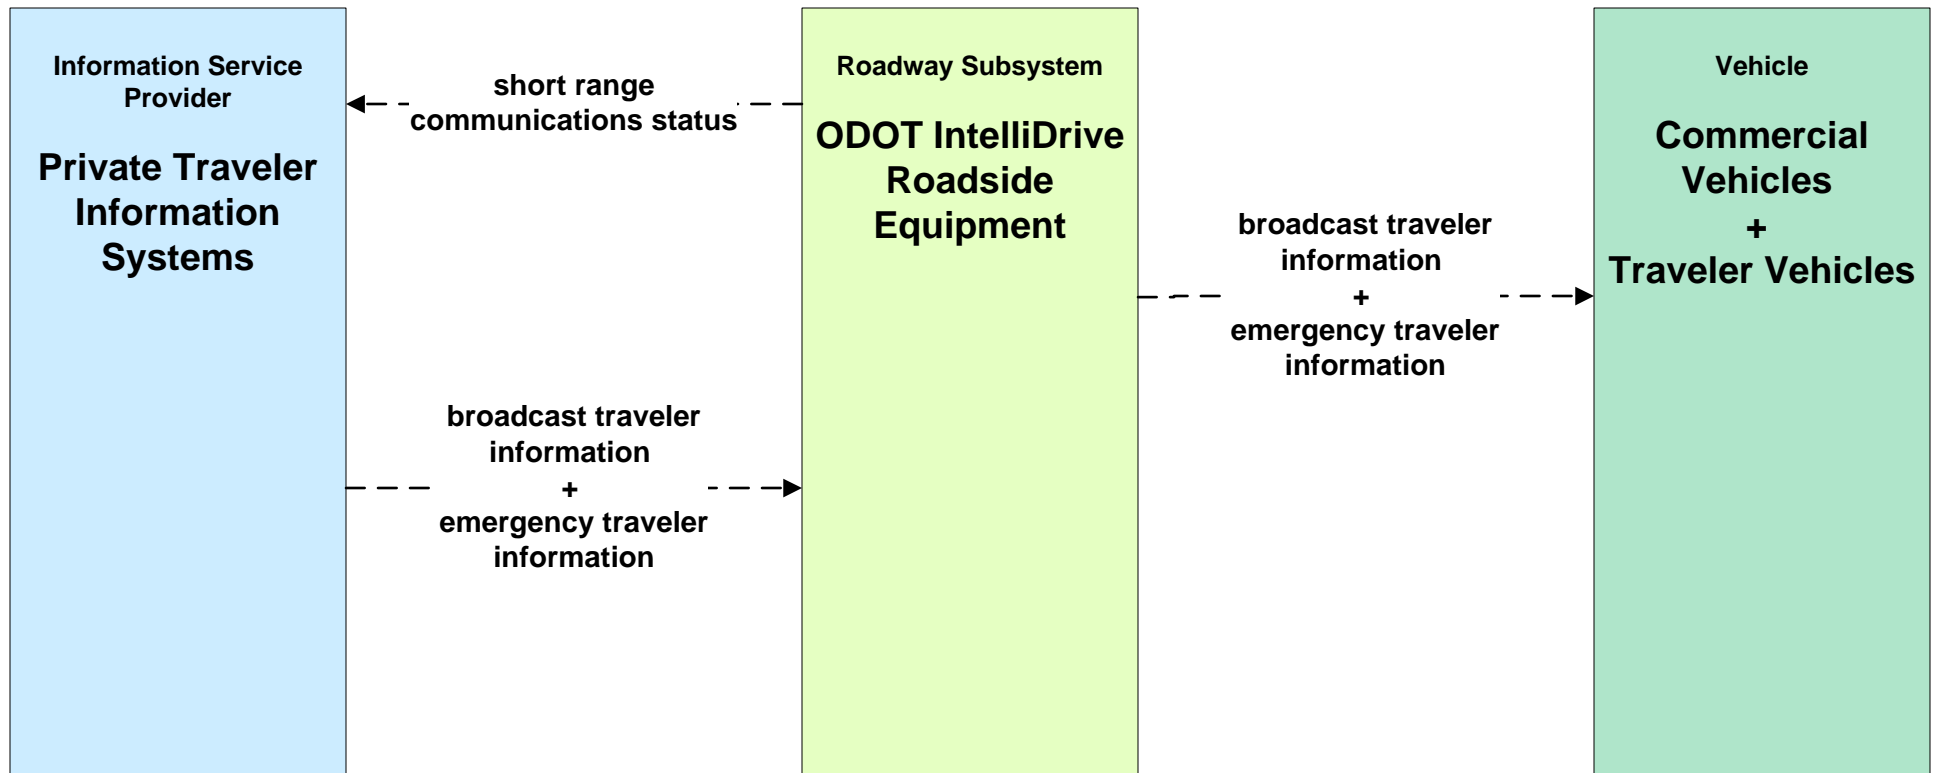 Information Service
Provider
Private Traveler
Information
Systems
short range
communications status
broadcast traveler
information
+
emergency traveler
information
Roadway Subsystem
ODOT IntelliDrive
Roadside
Equipment
broadcast traveler
information
+
emergency traveler
information
Vehicle
Commercial
Vehicles
+
Traveler Vehicles